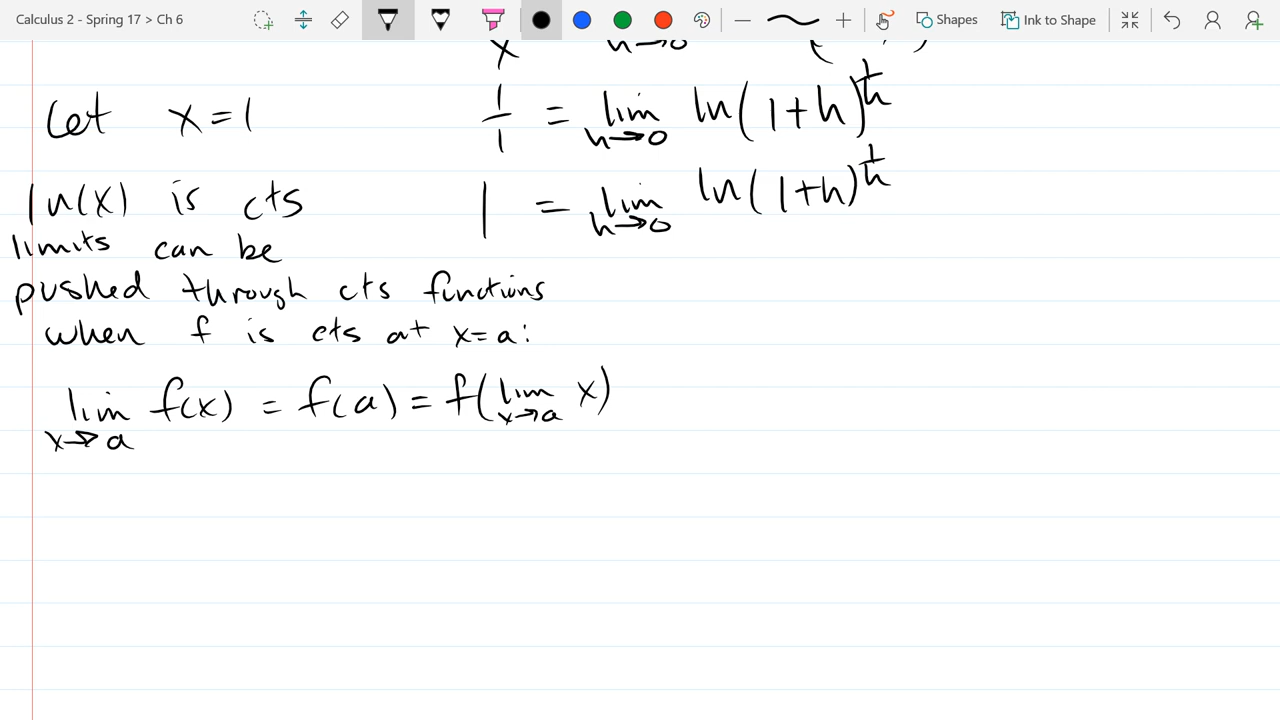 Calculus 2 - Spring 17 > Ch 6
Shapes
Ink to Shape
x h→0
Let x=1
1/1 = lim h→0 ln(1+h)^(1/h)
ln(x) is cts
1 = lim h→0 ln(1+h)^(1/h)
limits can be
pushed through cts functions
when f is cts at x=a:
lim x→a f(x) = f(a) = f(lim x→a x)